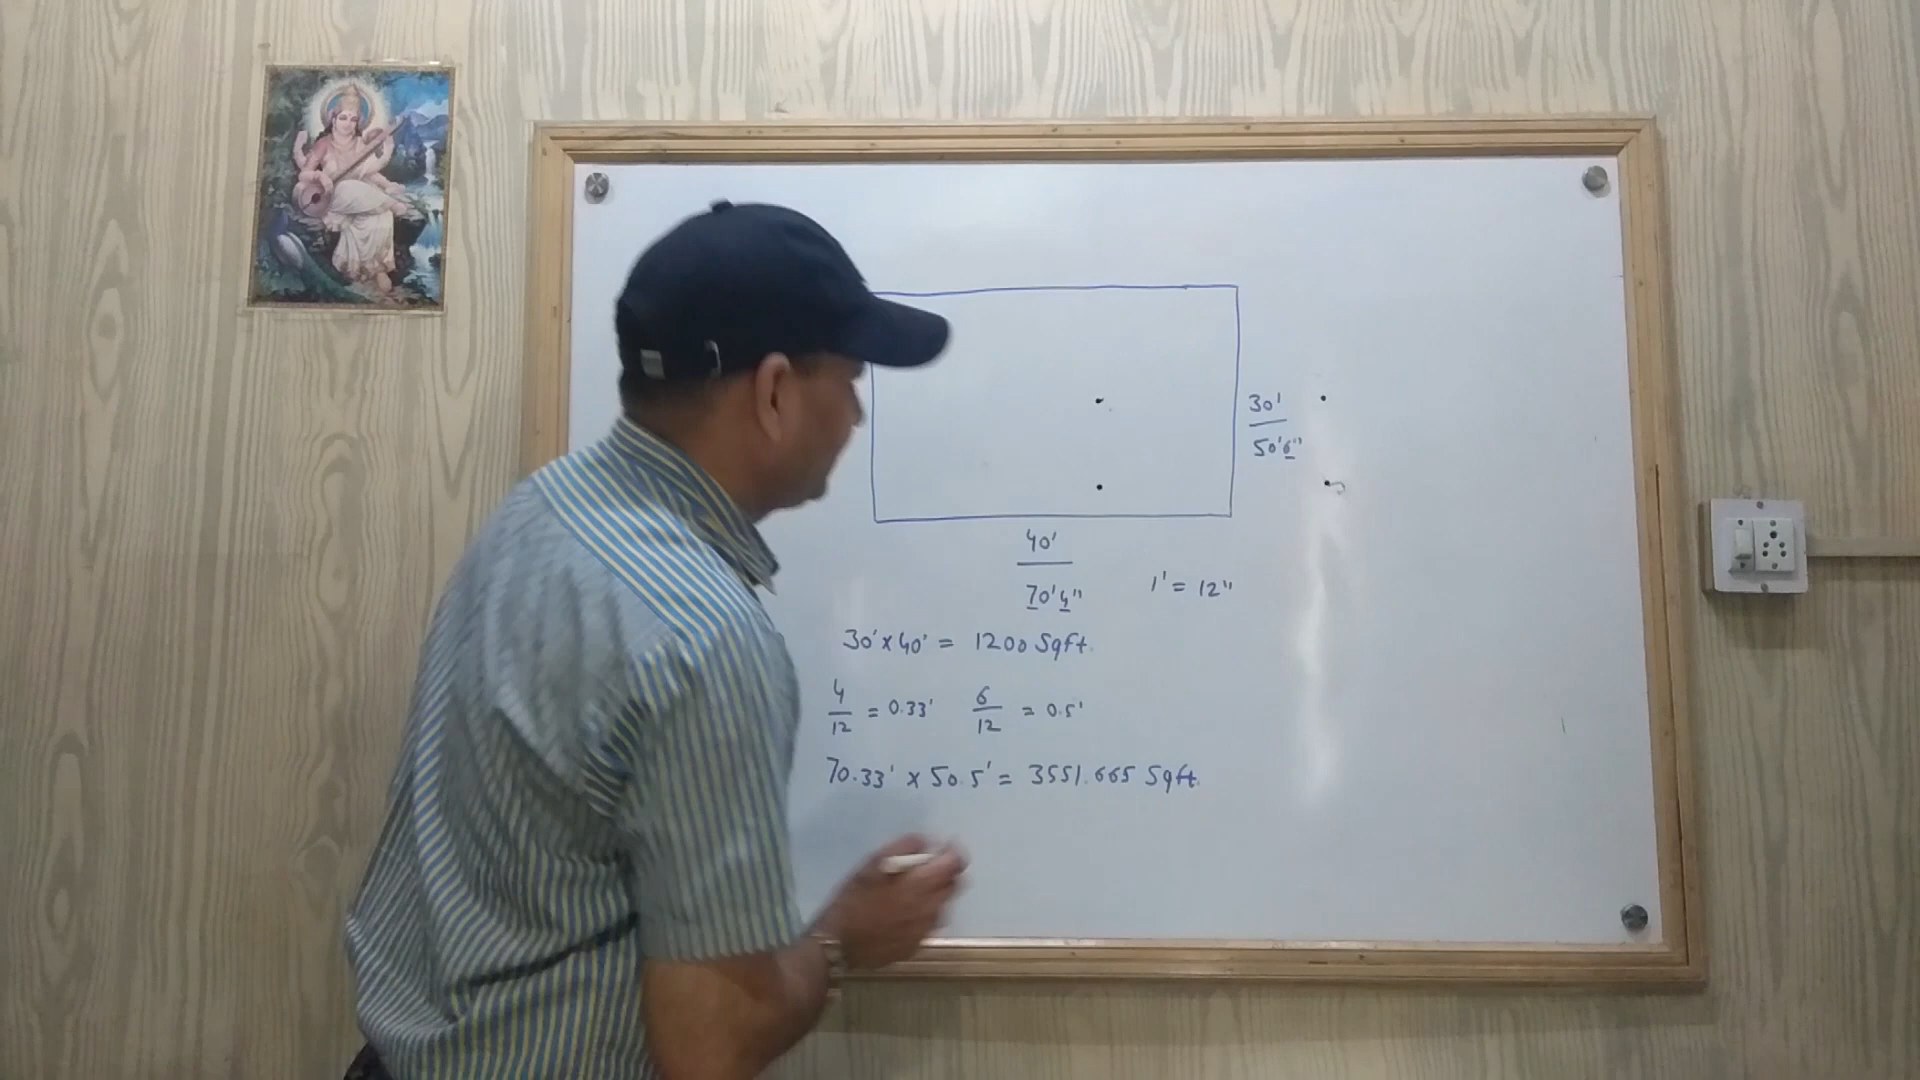 30'
50'6"
40'
70'4"
1' = 12"
30' x 40' = 1200 Sqft.
4/12 = 0.33' 6/12 = 0.5'
70.33' x 50.5' = 3551.665 Sqft.